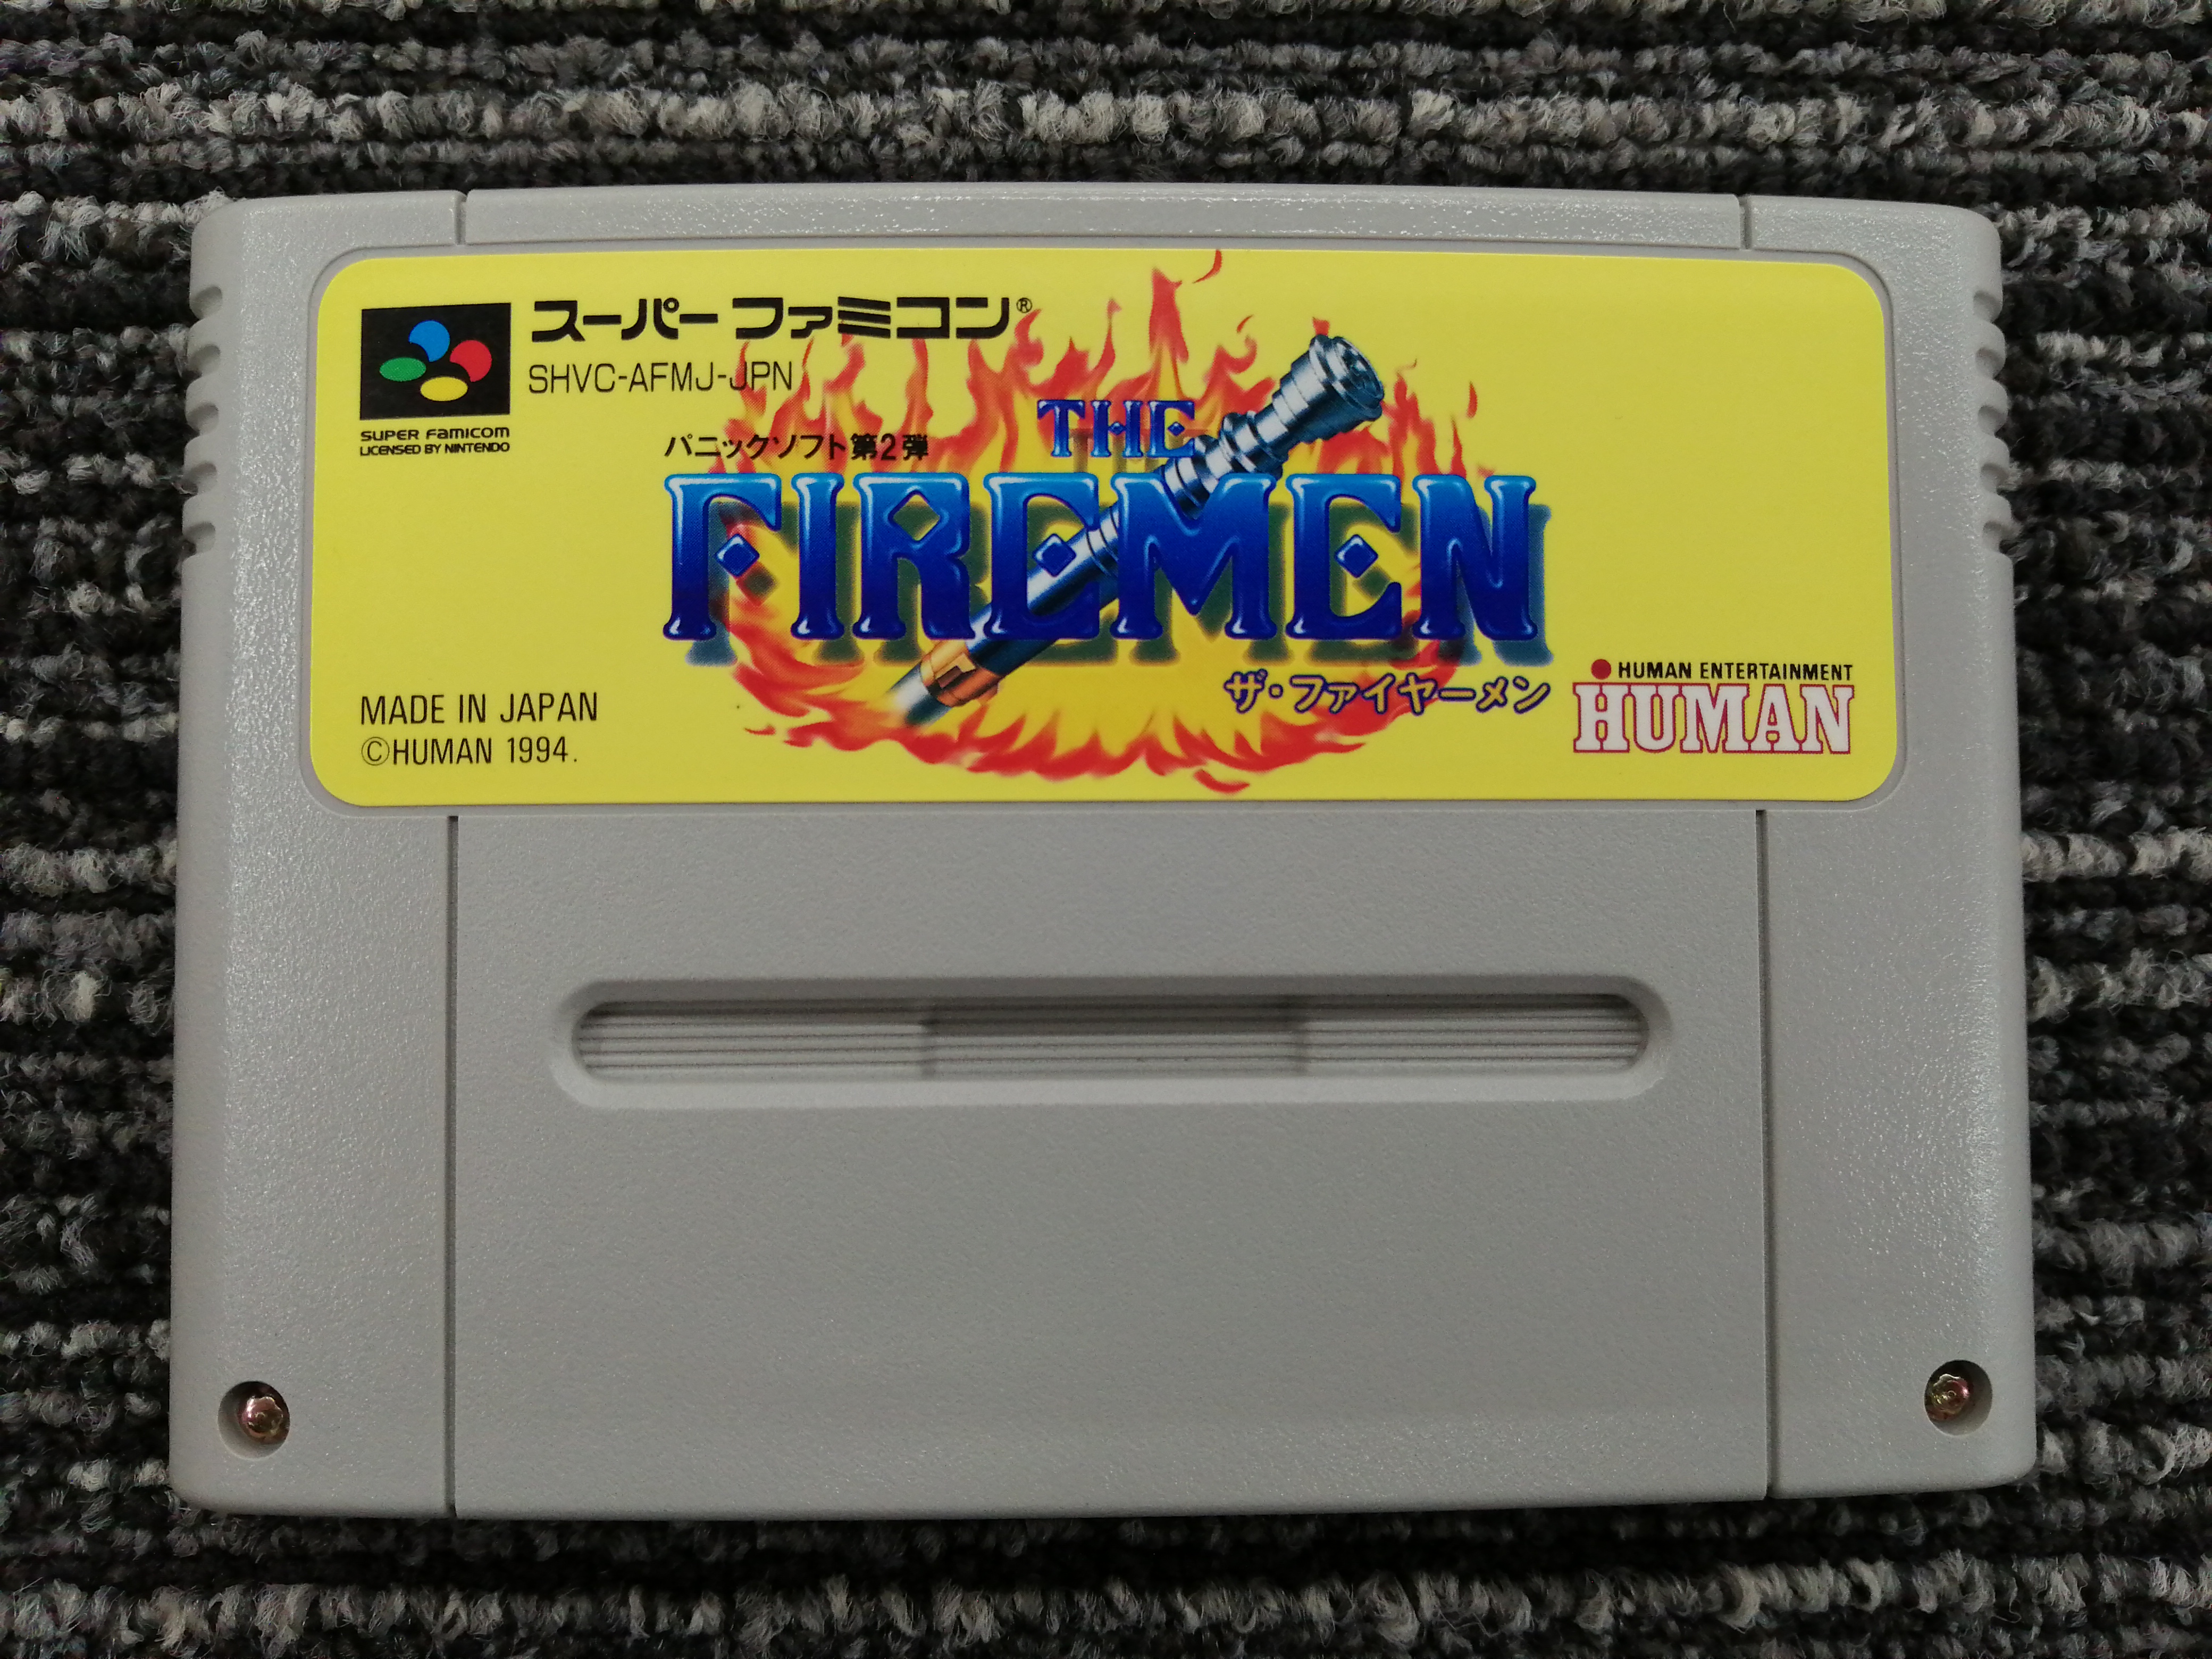 スーパーファミコン®
SHVC-AFMJ-JPN
SUPER FAMICOM
LICENSED BY NINTENDO
パニックソフト第2弾
THE
FIREMEN
ザ・ファイヤーメン
HUMAN ENTERTAINMENT
HUMAN
MADE IN JAPAN
©HUMAN 1994.